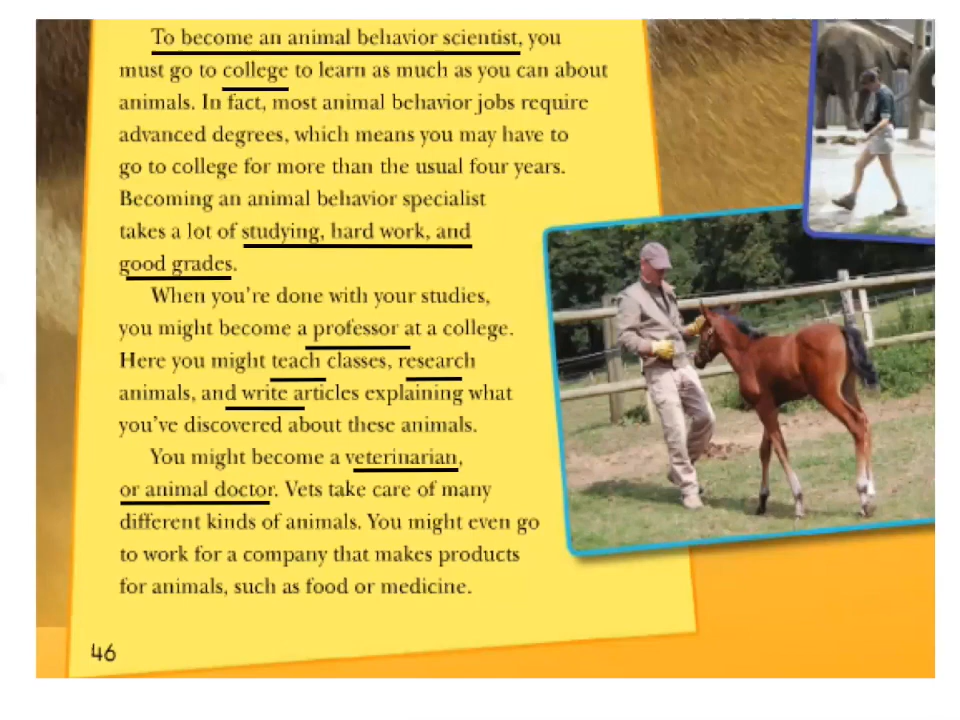 To become an animal behavior scientist, you
must go to college to learn as much as you can about
animals. In fact, most animal behavior jobs require
advanced degrees, which means you may have to
go to college for more than the usual four years.
Becoming an animal behavior specialist
takes a lot of studying, hard work, and
good grades.
When you're done with your studies,
you might become a professor at a college.
Here you might teach classes, research
animals, and write articles explaining what
you've discovered about these animals.
You might become a veterinarian,
or animal doctor. Vets take care of many
different kinds of animals. You might even go
to work for a company that makes products
for animals, such as food or medicine.
46